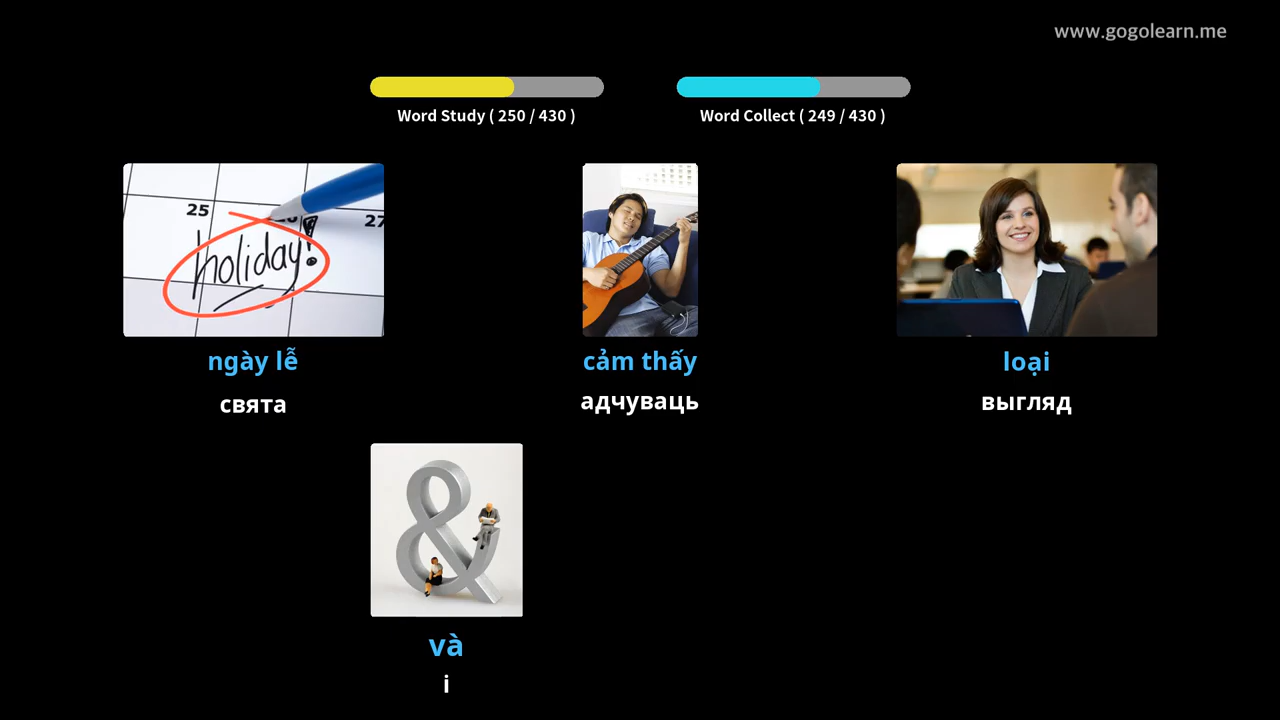 www.gogolearn.me
Word Study ( 250 / 430 )
Word Collect ( 249 / 430 )
25
27
holiday!
ngày lễ
cảm thấy
loại
свята
адчуваць
выгляд
&
và
і